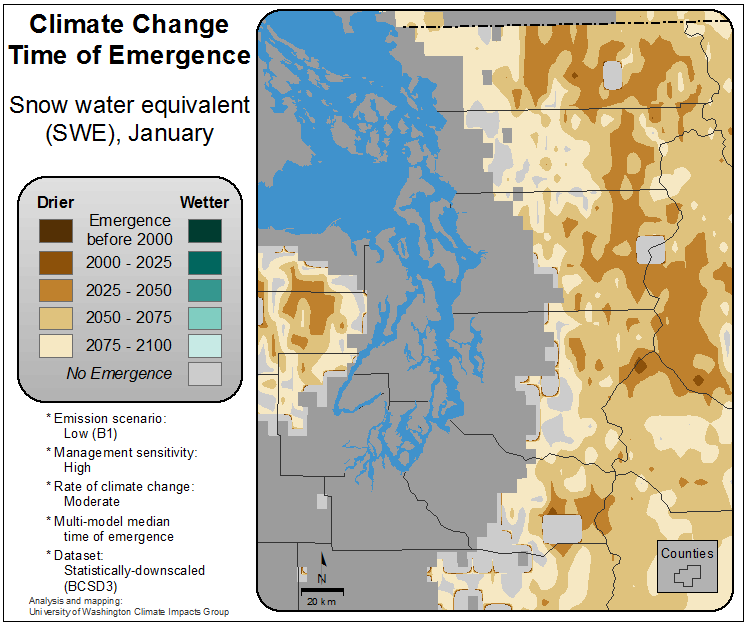 Climate Change
Time of Emergence
Snow water equivalent
(SWE), January
Drier
Wetter
Emergence
before 2000
2000 - 2025
2025 - 2050
2050 - 2075
2075 - 2100
No Emergence
* Emission scenario:
Low (B1)
* Management sensitivity:
High
* Rate of climate change:
Moderate
* Multi-model median
time of emergence
* Dataset:
Statistically-downscaled
(BCSD3)
Analysis and mapping:
University of Washington Climate Impacts Group
N
20 km
Counties